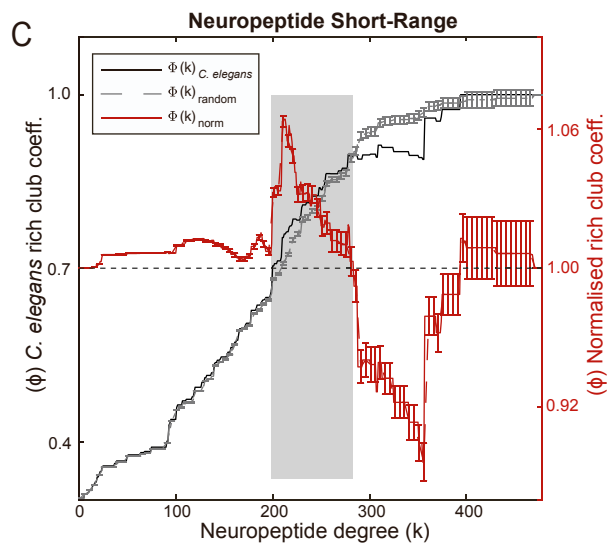 C
Neuropeptide Short-Range
Φ(k) C. elegans
Φ(k) random
Φ(k) norm
(ϕ) C. elegans rich club coeff.
1.0
0.7
0.4
(ϕ) Normalised rich club coeff.
1.06
1.00
0.92
0 100 200 300 400
Neuropeptide degree (k)